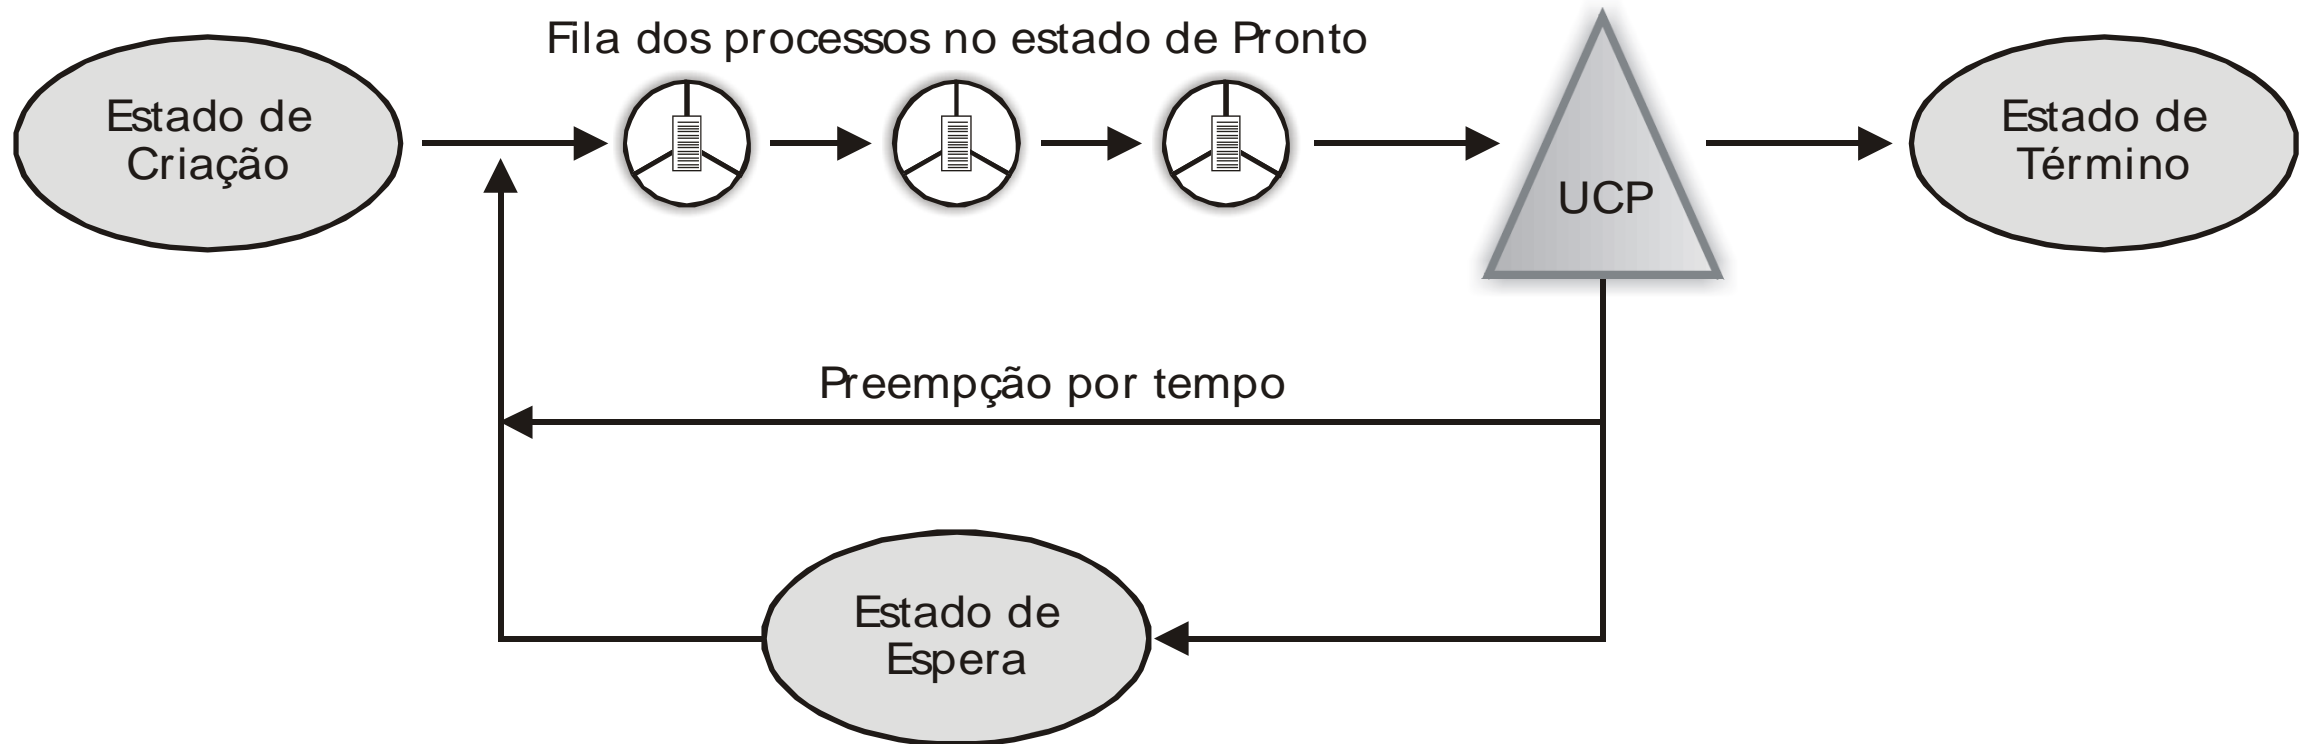 Fila dos processos no estado de Pronto
Estado de
Criação
UCP
Estado de
Término
Preempção por tempo
Estado de
Espera